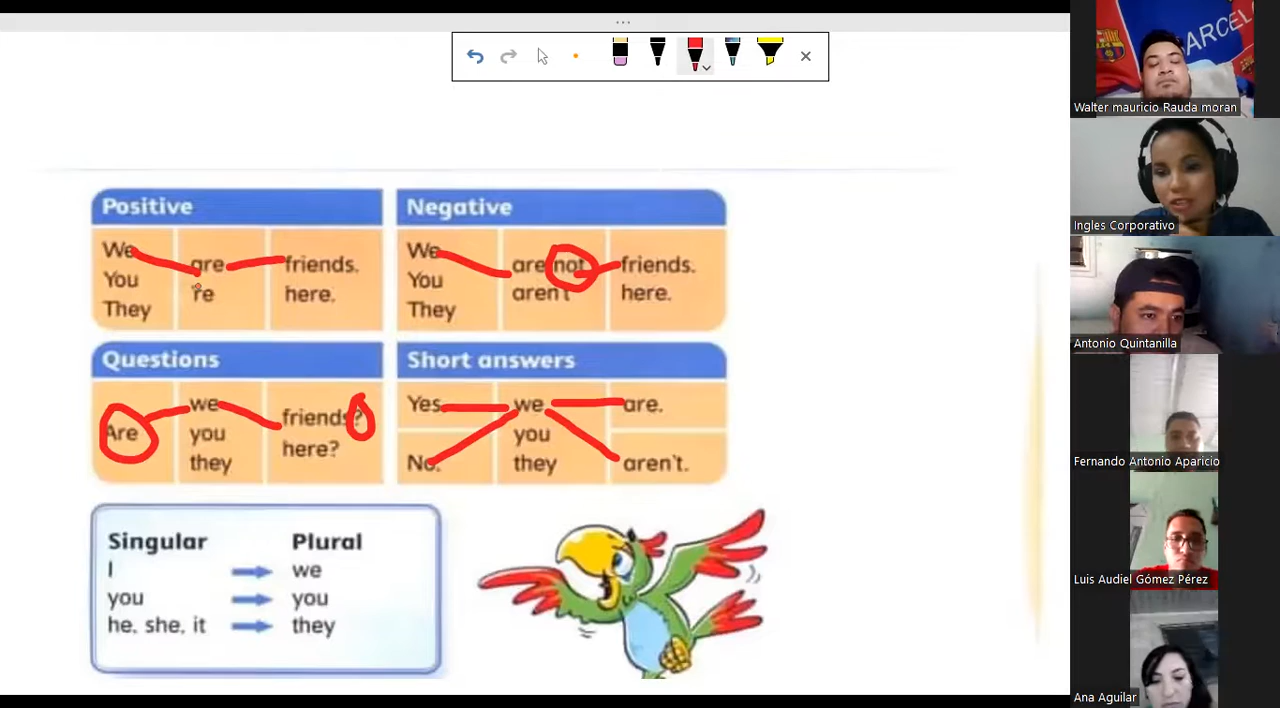 Positive
We
You
They
are
're
friends.
here.
Negative
We
You
They
are not
aren't
friends.
here.
Questions
Are
we
you
they
friends?
here?
Short answers
Yes,
No,
we
you
they
are.
aren't.
Singular Plural
I we
you you
he, she, it they
BARCEL
Walter mauricio Rauda moran
Ingles Corporativo
Antonio Quintanilla
Fernando Antonio Aparicio
Luis Audiel Gómez Pérez
Ana Aguilar